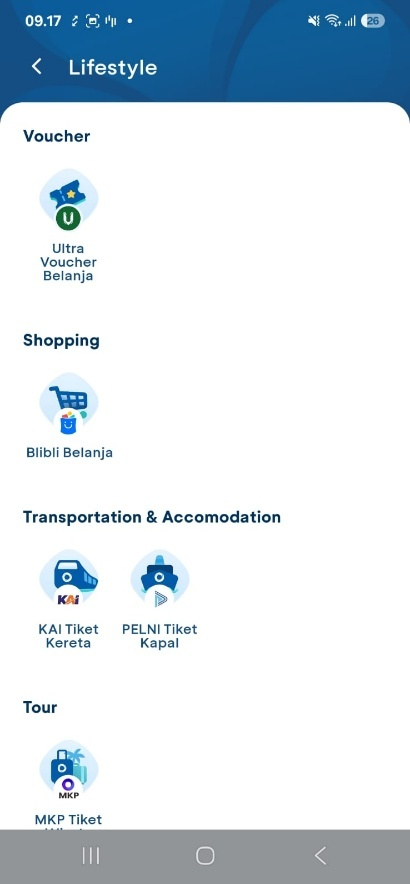 09.17
26
Lifestyle
Voucher
U
Ultra
Voucher
Belanja
Shopping
Blibli Belanja
Transportation & Accomodation
KAI
KAI Tiket
Kereta
PELNI Tiket
Kapal
Tour
MKP
MKP Tiket